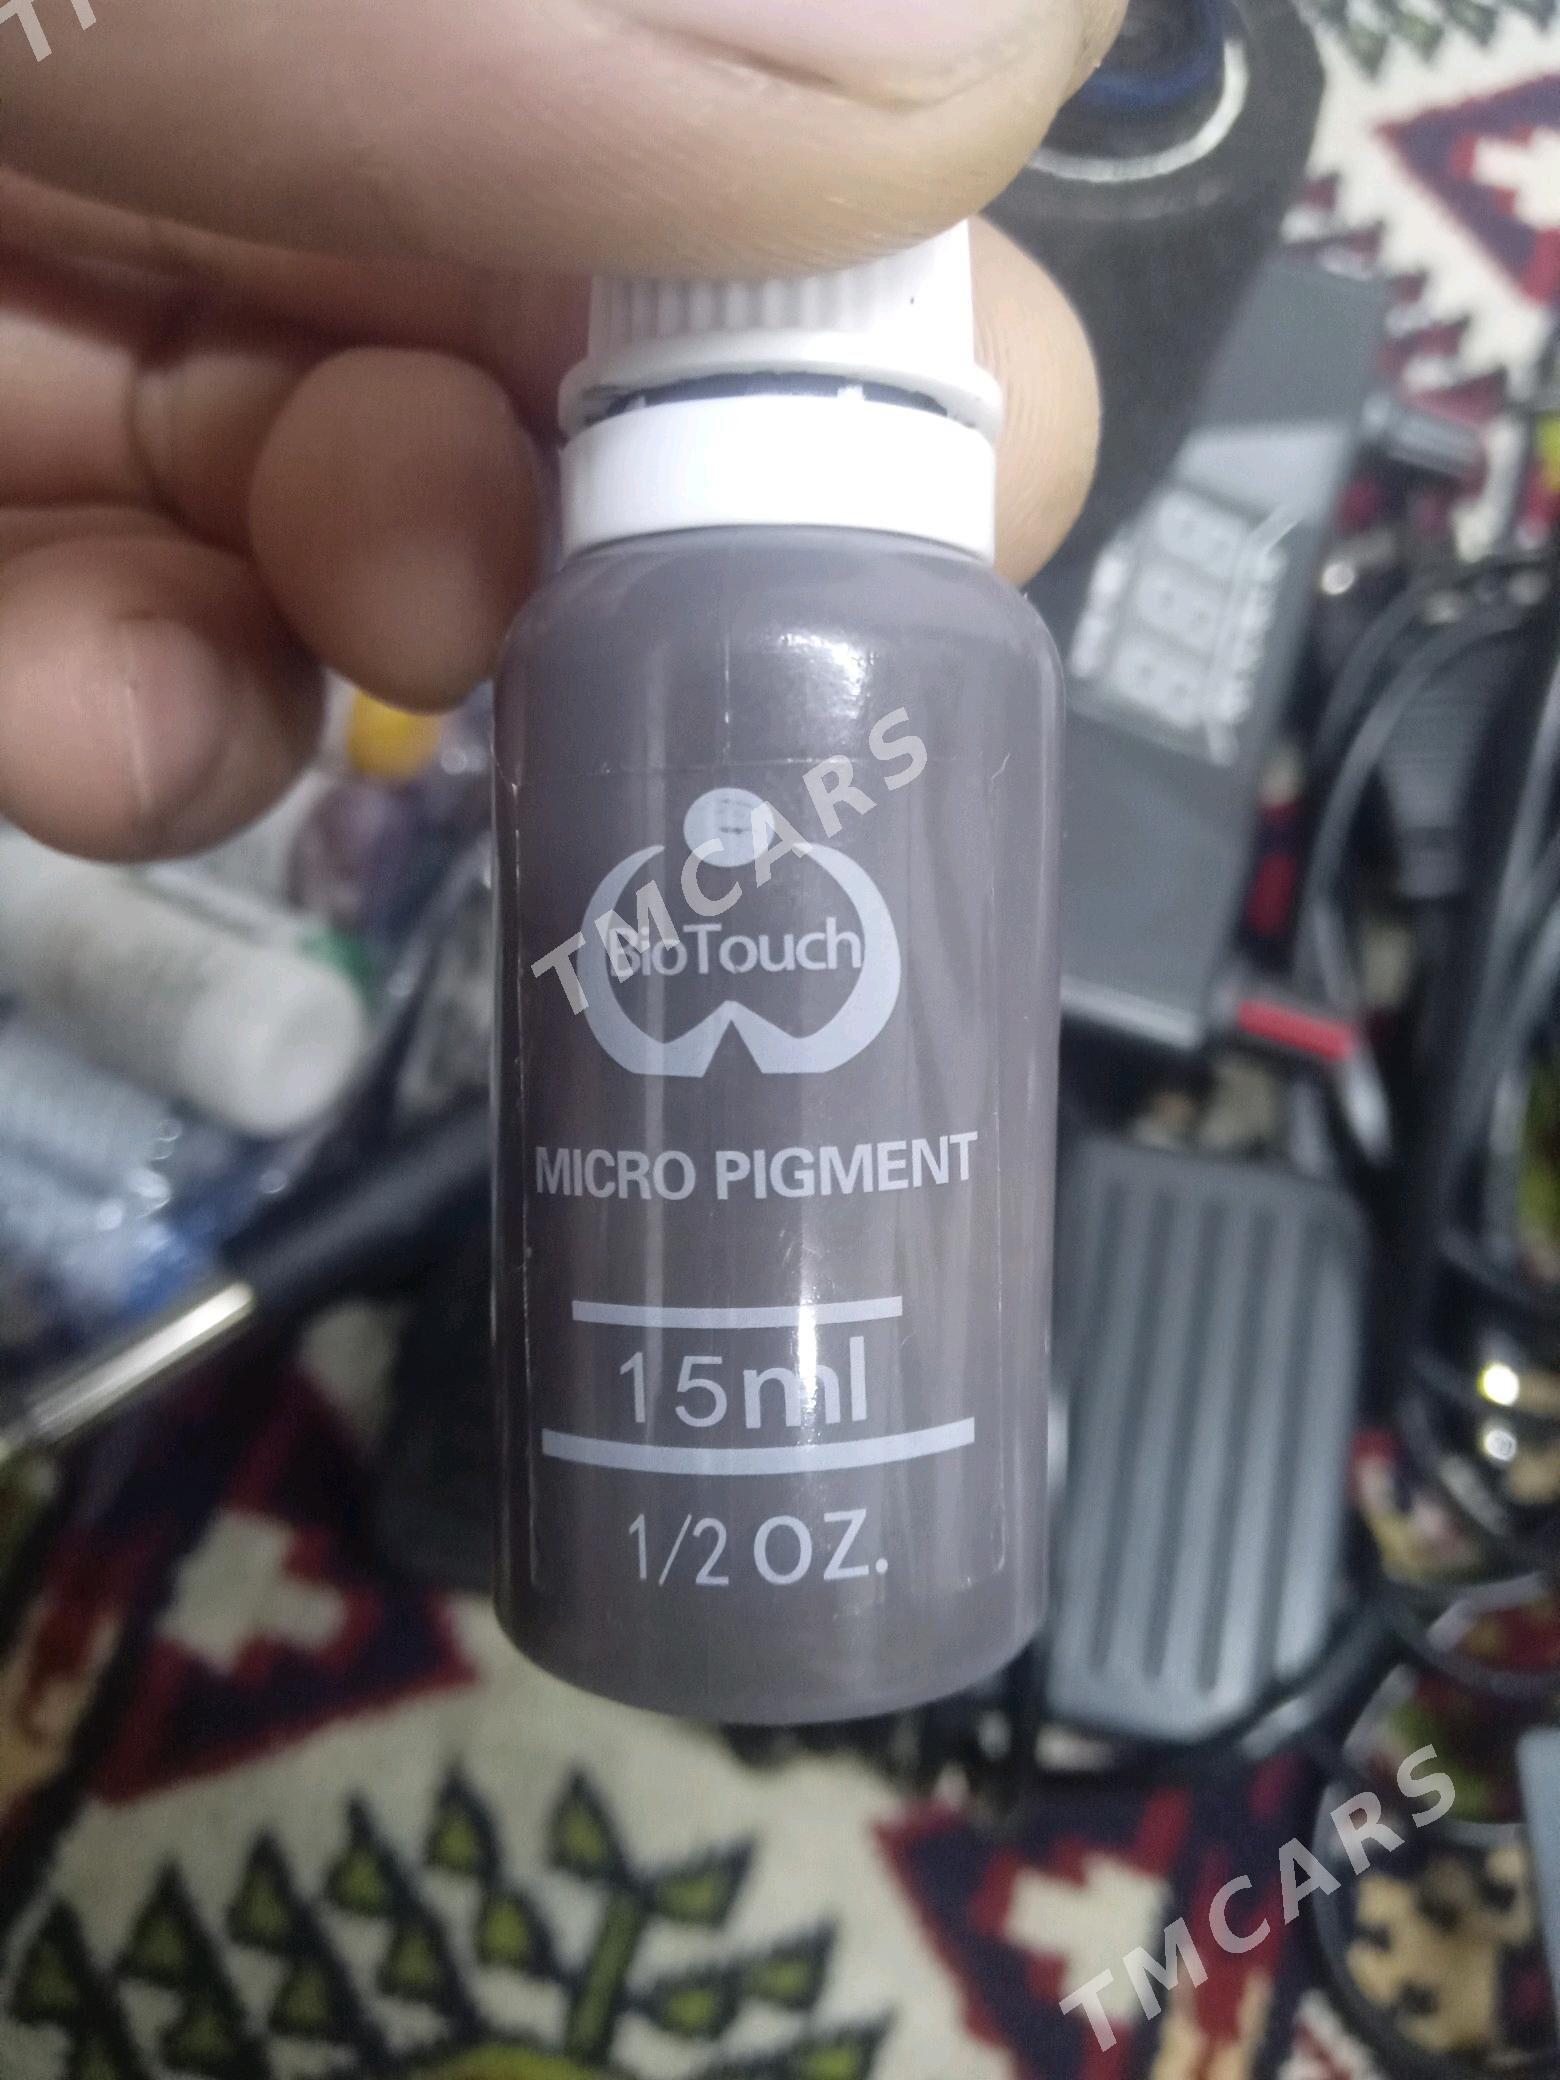 TMCARS
BioTouch
MICRO PIGMENT
15ml
1/2 OZ.
TMCARS